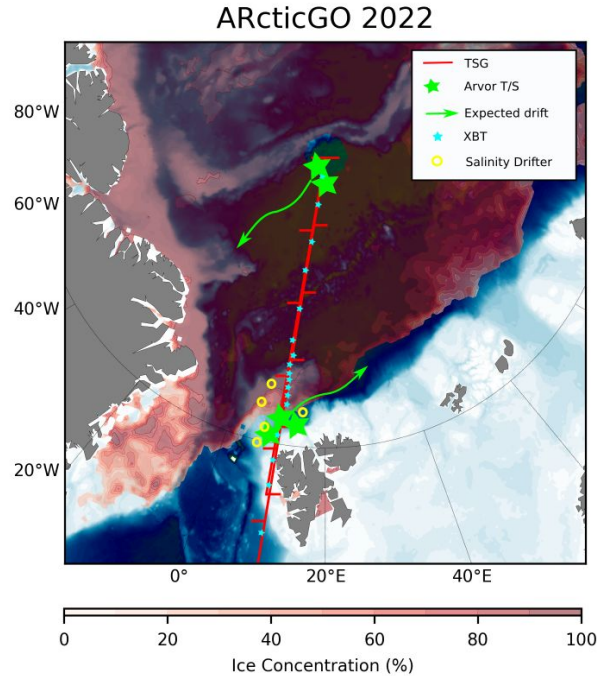 ARcticGO 2022
TSG
Arvor T/S
Expected drift
XBT
Salinity Drifter
80°W
60°W
40°W
20°W
0°
20°E
40°E
0
20
40
60
80
100
Ice Concentration (%)